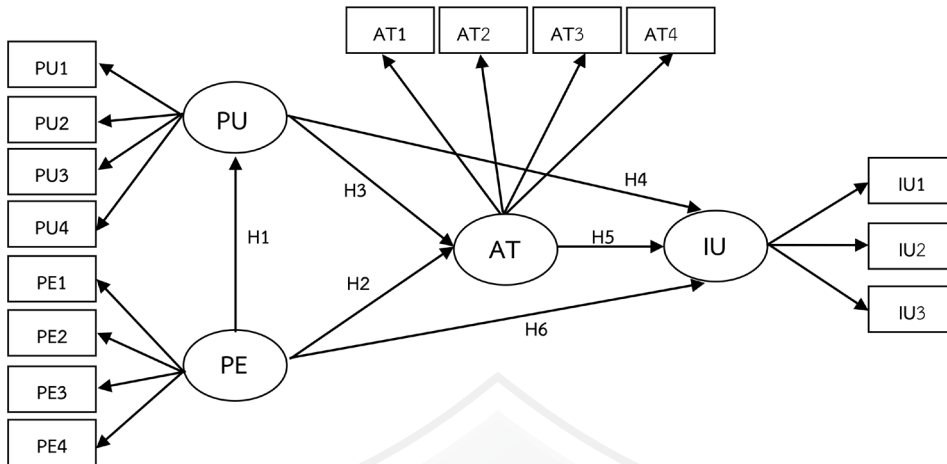 AT1 AT2 AT3 AT4
PU1
PU2
PU3
PU4
PU
H1
H3
H4
PE1
PE2
PE3
PE4
PE
H2
H6
AT
H5
IU
IU1
IU2
IU3